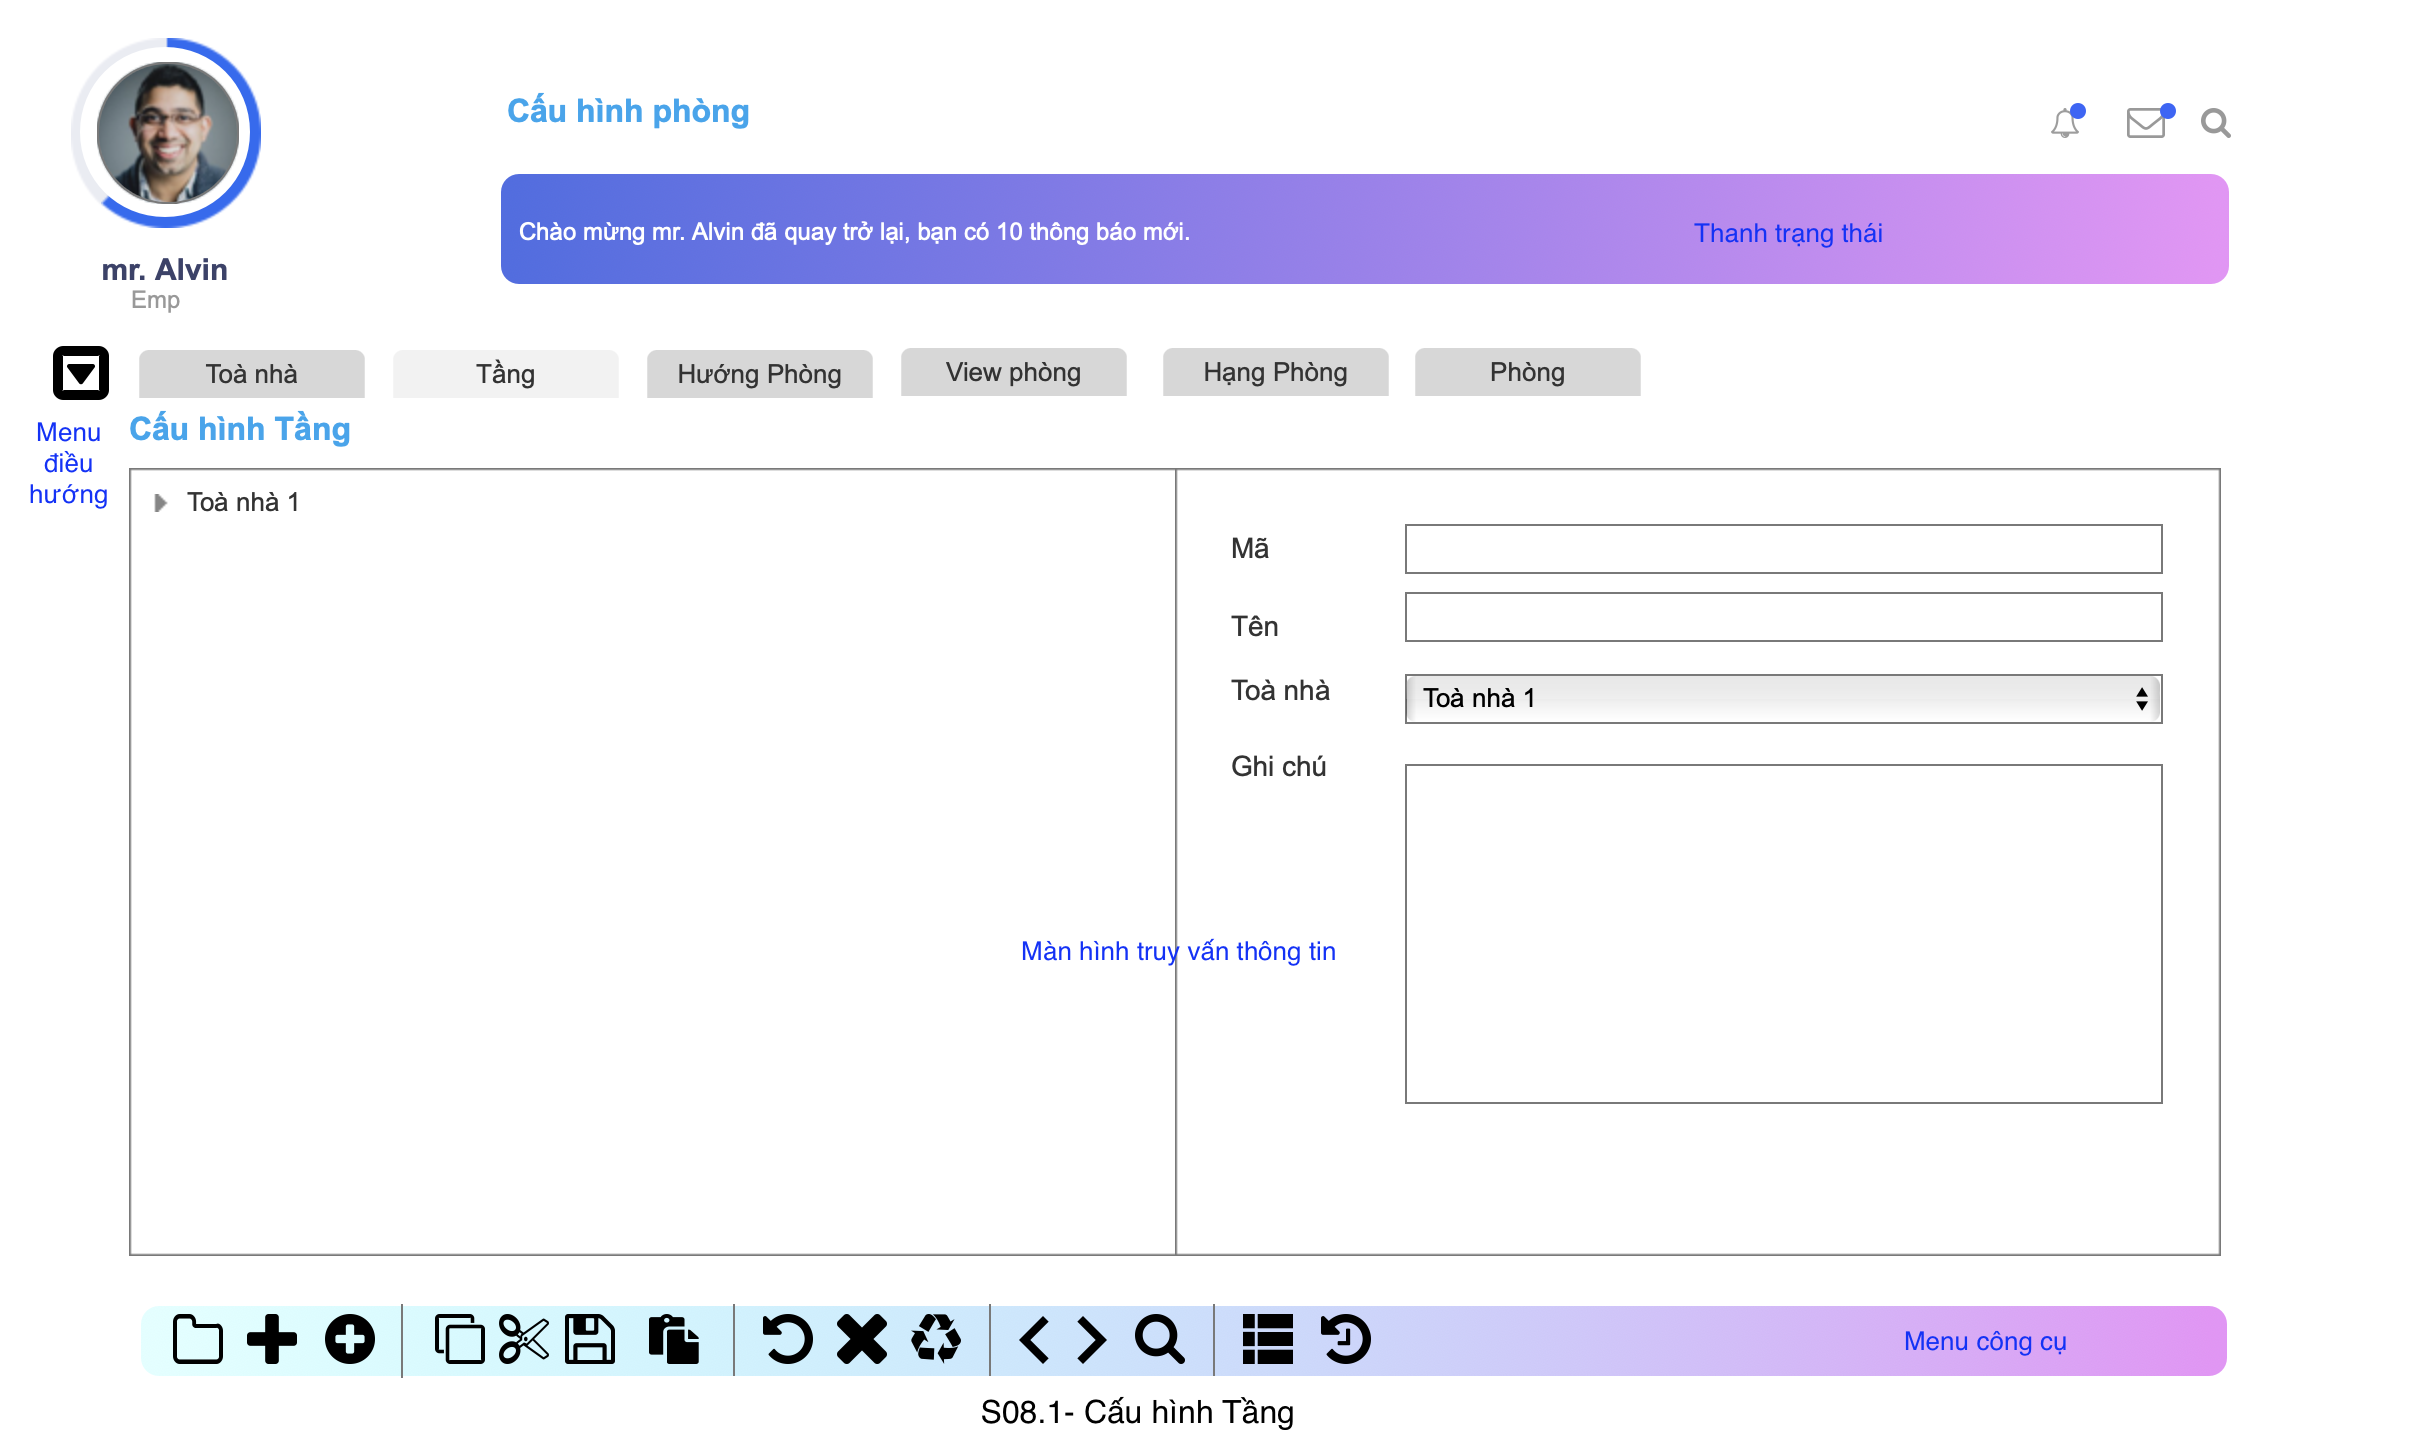 Cấu hình phòng
Chào mừng mr. Alvin đã quay trở lại, bạn có 10 thông báo mới.
Thanh trạng thái
mr. Alvin
Emp
Toà nhà
Tầng
Hướng Phòng
View phòng
Hạng Phòng
Phòng
Menu
điều
hướng
Cấu hình Tầng
Toà nhà 1
Mã
Tên
Toà nhà
Toà nhà 1
Ghi chú
Màn hình truy vấn thông tin
Menu công cụ
S08.1- Cấu hình Tầng